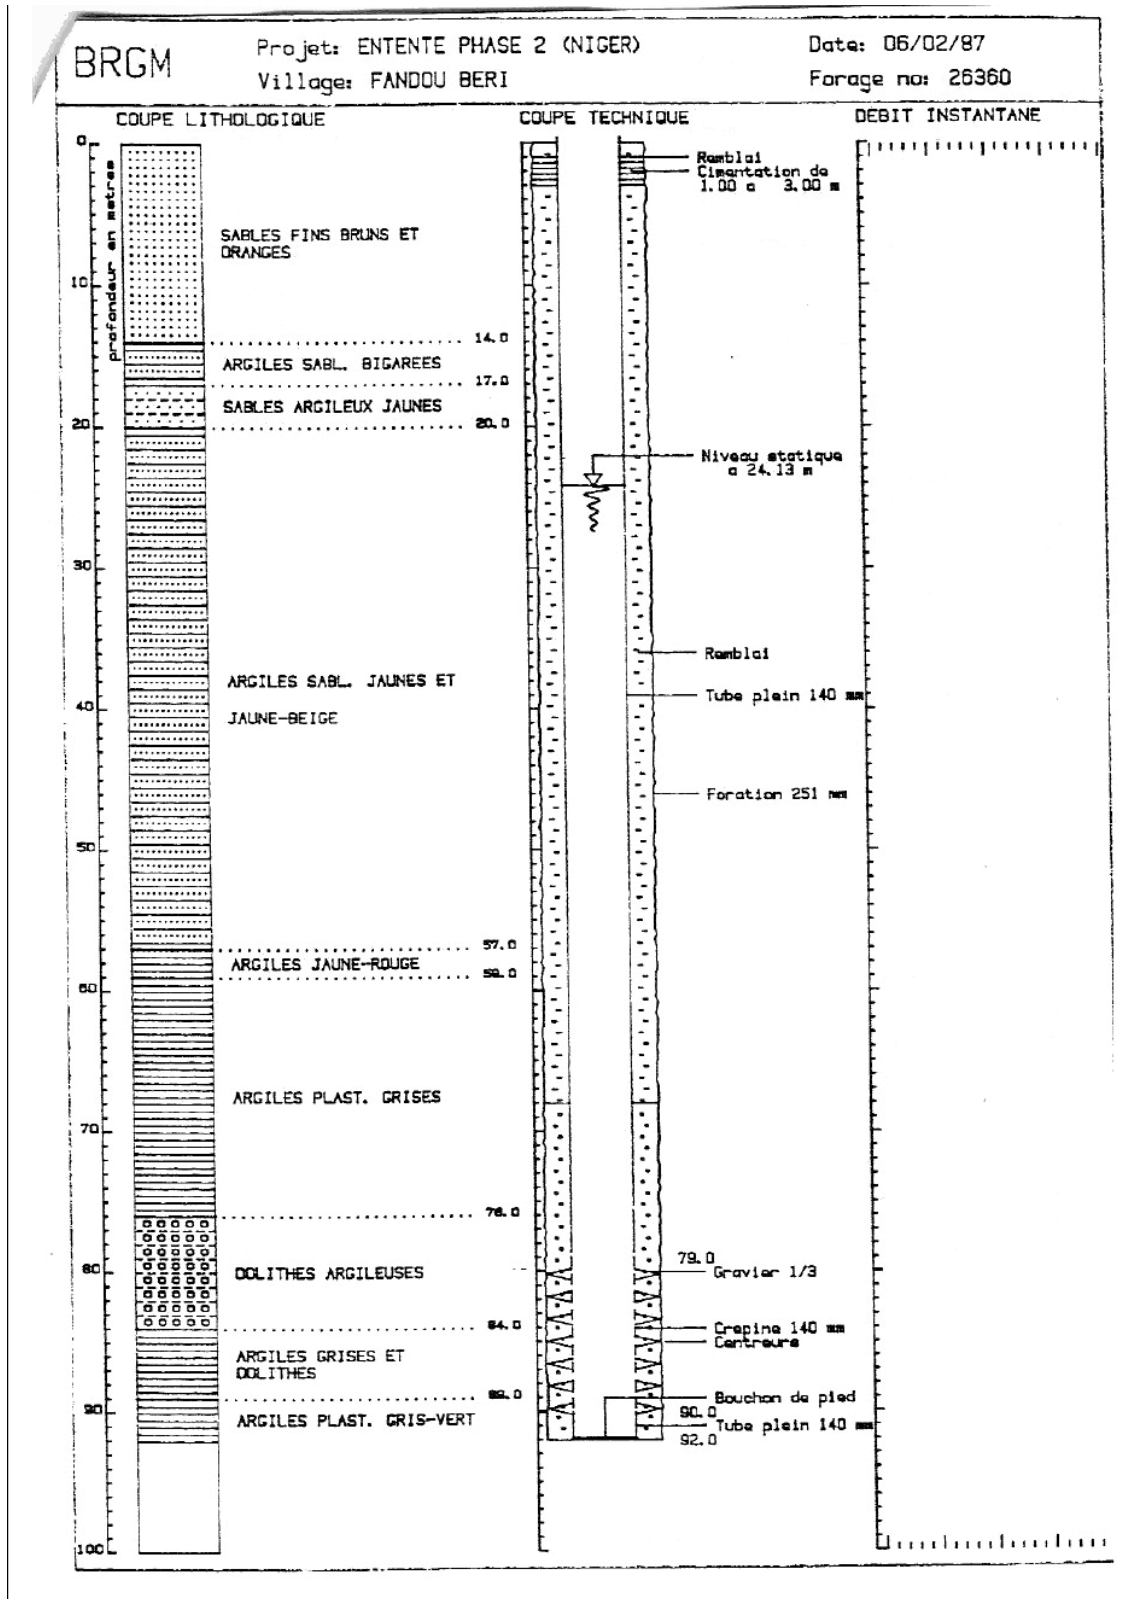 BRGM
Projet: ENTENTE PHASE 2 (NIGER)
Village: FANDOU BERI
Date: 06/02/87
Forage no: 26360
COUPE LITHOLOGIQUE
COUPE TECHNIQUE
DEBIT INSTANTANE
profondeur en metres
0
10
20
30
40
50
60
70
80
90
100
SABLES FINS BRUNS ET
ORANGES
14.0
ARGILES SABL. BIGAREES
17.0
SABLES ARGILEUX JAUNES
20.0
ARGILES SABL. JAUNES ET
JAUNE-BEIGE
57.0
ARGILES JAUNE-ROUGE
59.0
ARGILES PLAST. GRISES
76.0
OOLITHES ARGILEUSES
84.0
ARGILES GRISES ET
OOLITHES
89.0
ARGILES PLAST. GRIS-VERT
Remblai
Cimentation de
1.00 a 3.00 m
Niveau statique
a 24.13 m
Remblai
Tube plein 140 mm
Foration 251 mm
79.0
Gravier 1/3
Crepine 140 mm
Centreurs
Bouchon de pied
90.0
Tube plein 140 mm
92.0